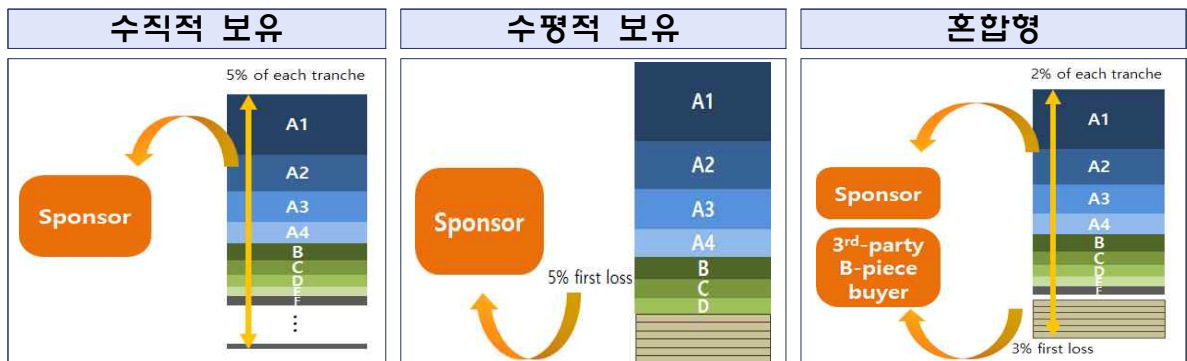 수직적 보유
5% of each tranche
A1
A2
A3
A4
B
C
D
E
F
⋮
Sponsor
수평적 보유
A1
A2
A3
A4
B
C
D
Sponsor
5% first loss
혼합형
2% of each tranche
A1
A2
A3
A4
B
C
D
E
F
Sponsor
3rd-party
B-piece
buyer
3% first loss